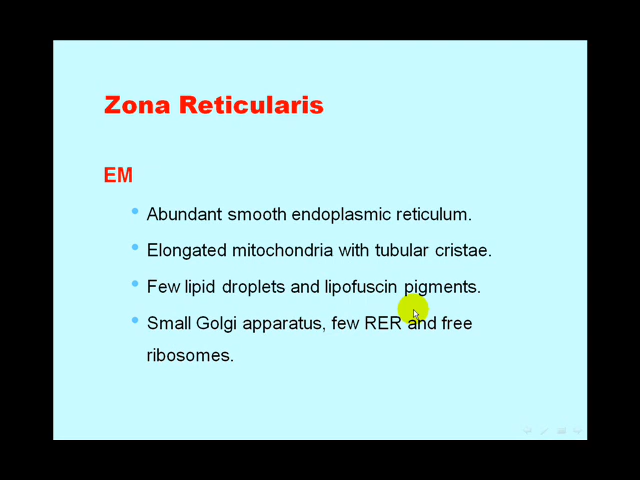 Zona Reticularis
EM
• Abundant smooth endoplasmic reticulum.
• Elongated mitochondria with tubular cristae.
• Few lipid droplets and lipofuscin pigments.
• Small Golgi apparatus, few RER and free
ribosomes.